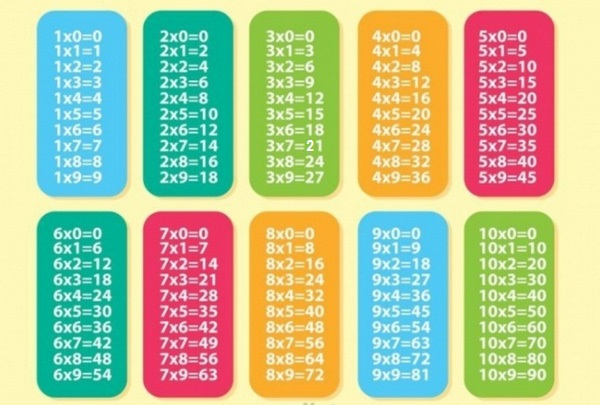 1x0=0
1x1=1
1x2=2
1x3=3
1x4=4
1x5=5
1x6=6
1x7=7
1x8=8
1x9=9
2x0=0
2x1=2
2x2=4
2x3=6
2x4=8
2x5=10
2x6=12
2x7=14
2x8=16
2x9=18
3x0=0
3x1=3
3x2=6
3x3=9
3x4=12
3x5=15
3x6=18
3x7=21
3x8=24
3x9=27
4x0=0
4x1=4
4x2=8
4x3=12
4x4=16
4x5=20
4x6=24
4x7=28
4x8=32
4x9=36
5x0=0
5x1=5
5x2=10
5x3=15
5x4=20
5x5=25
5x6=30
5x7=35
5x8=40
5x9=45
6x0=0
6x1=6
6x2=12
6x3=18
6x4=24
6x5=30
6x6=36
6x7=42
6x8=48
6x9=54
7x0=0
7x1=7
7x2=14
7x3=21
7x4=28
7x5=35
7x6=42
7x7=49
7x8=56
7x9=63
8x0=0
8x1=8
8x2=16
8x3=24
8x4=32
8x5=40
8x6=48
8x7=56
8x8=64
8x9=72
9x0=0
9x1=9
9x2=18
9x3=27
9x4=36
9x5=45
9x6=54
9x7=63
9x8=72
9x9=81
10x0=0
10x1=10
10x2=20
10x3=30
10x4=40
10x5=50
10x6=60
10x7=70
10x8=80
10x9=90